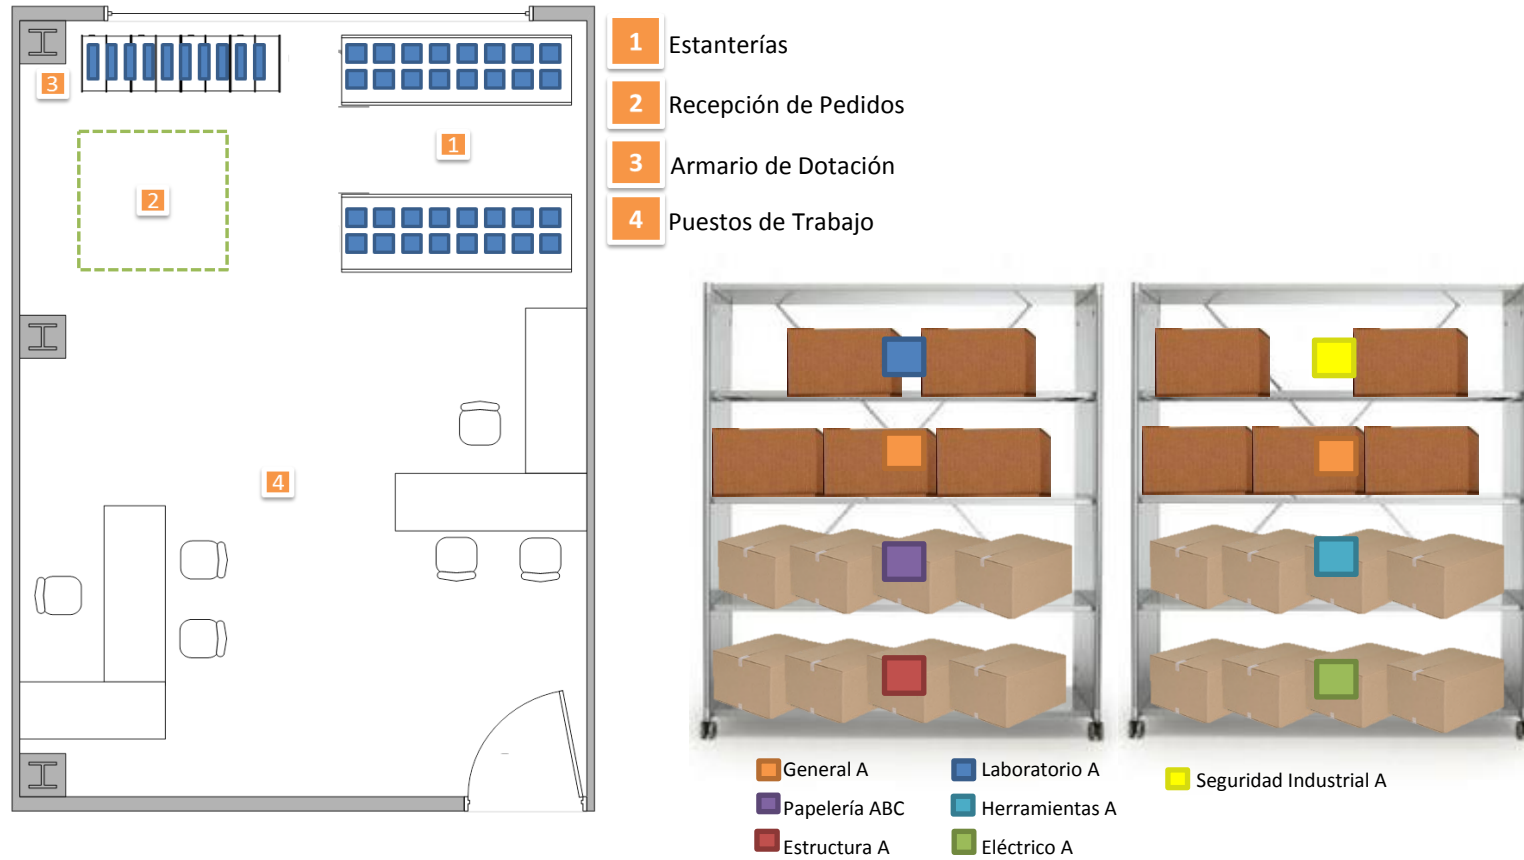 3
1
2
4
1 Estanterías
2 Recepción de Pedidos
3 Armario de Dotación
4 Puestos de Trabajo
General A
Laboratorio A
Seguridad Industrial A
Papelería ABC
Herramientas A
Estructura A
Eléctrico A